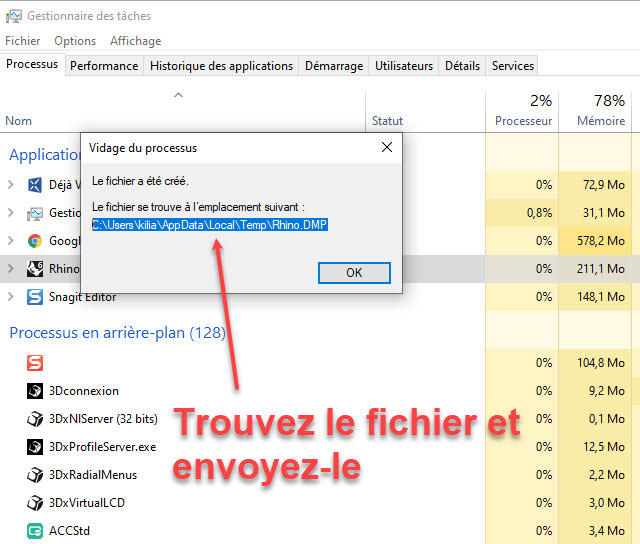 Gestionnaire des tâches
Fichier Options Affichage
Processus Performance Historique des applications Démarrage Utilisateurs Détails Services
2% 78%
Nom Statut Processeur Mémoire
Vidage du processus
Le fichier a été créé.
Le fichier se trouve à l'emplacement suivant :
C:\Users\kilia\AppData\Local\Temp\Rhino.DMP
OK
Application
Déjà V 0% 72,9 Mo
Gestio 0,8% 31,1 Mo
Googl 0% 578,2 Mo
Rhino 0% 211,1 Mo
Snagit Editor 0% 148,1 Mo
Processus en arrière-plan (128)
S 0% 104,8 Mo
3Dconnexion 0% 9,2 Mo
3DxNlServer (32 bits) 0% 0,1 Mo
3DxProfileServer.exe 0% 12,5 Mo
3DxRadialMenus 0% 2,2 Mo
3DxVirtualLCD 0% 3,0 Mo
ACCStd 0% 3,4 Mo
Trouvez le fichier et
envoyez-le